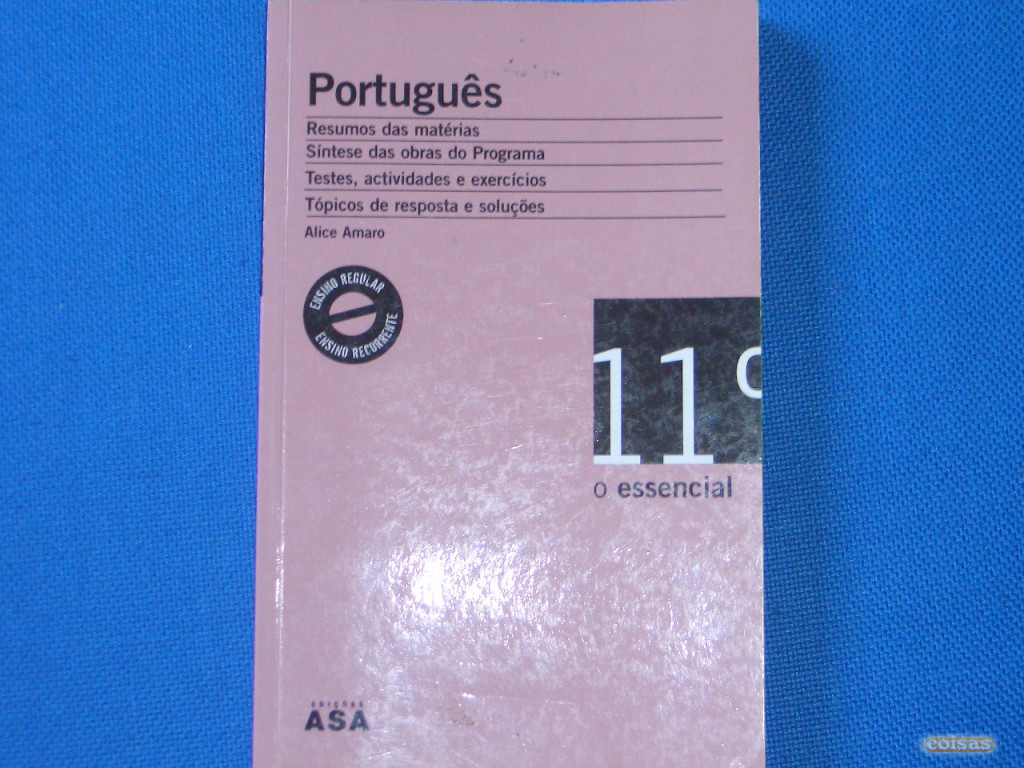 Português
Resumos das matérias
Síntese das obras do Programa
Testes, actividades e exercícios
Tópicos de resposta e soluções
Alice Amaro
ENSINO REGULAR
ENSINO RECORRENTE
11º
o essencial
EDIÇÕES
ASA
coisas